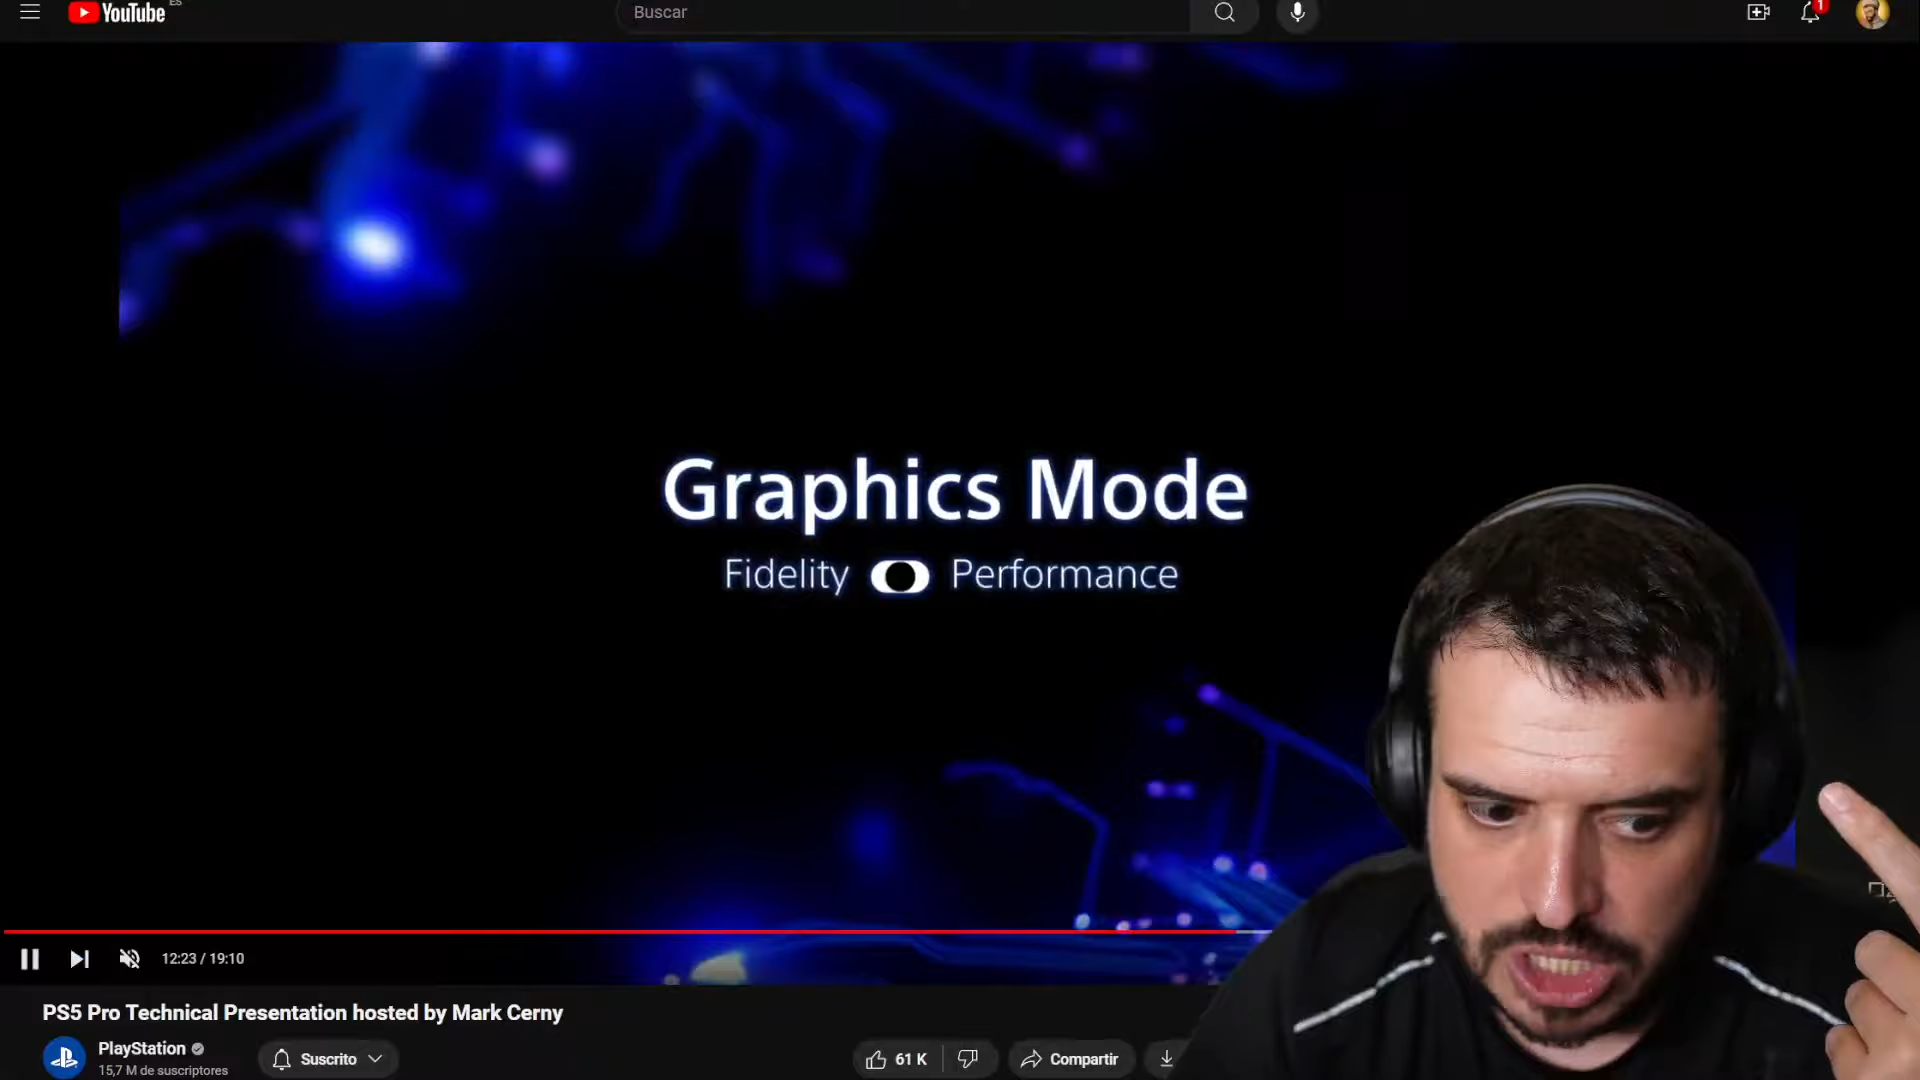 YouTube ES
Buscar
1
Graphics Mode
Fidelity Performance
12:23 / 19:10
PS5 Pro Technical Presentation hosted by Mark Cerny
PlayStation
15,7 M de suscriptores
Suscrito
61 K
Compartir